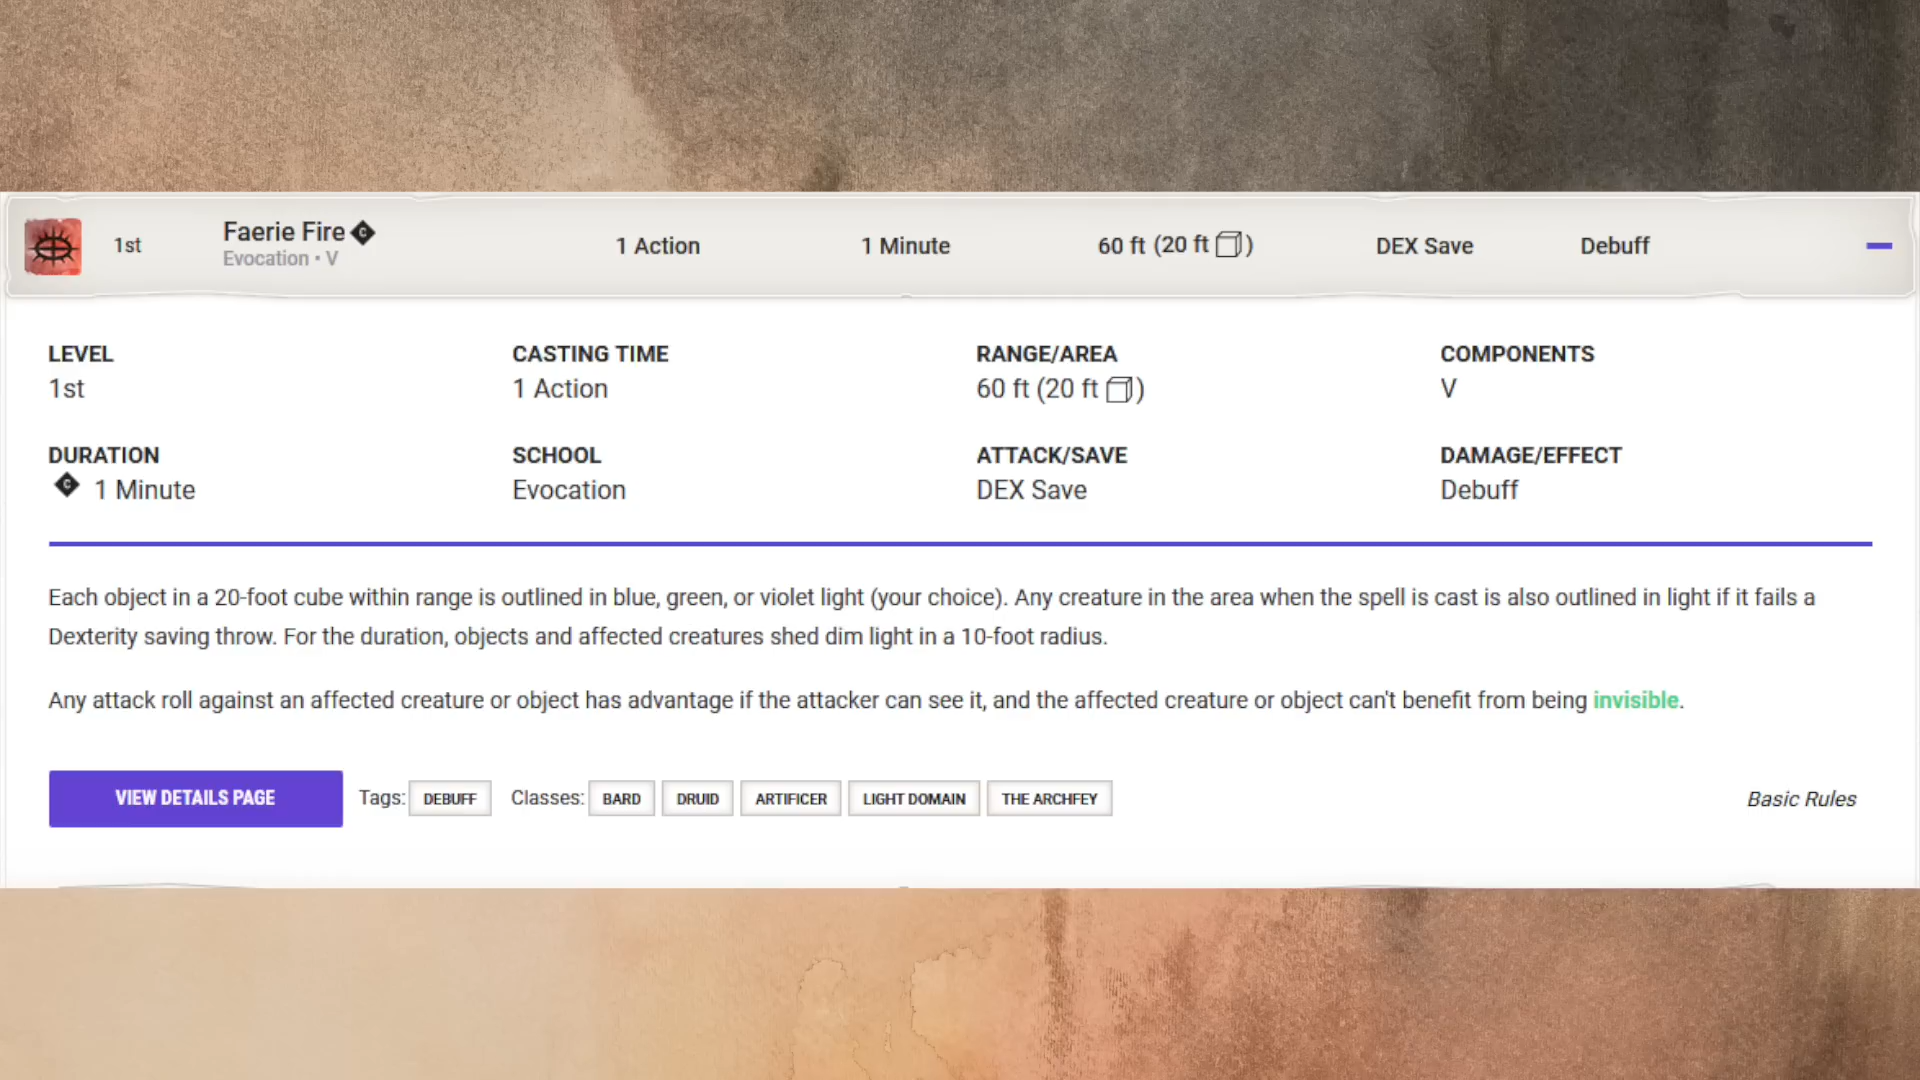 1st
Faerie Fire
Evocation • V
1 Action
1 Minute
60 ft (20 ft )
DEX Save
Debuff
LEVEL
1st
CASTING TIME
1 Action
RANGE/AREA
60 ft (20 ft )
COMPONENTS
V
DURATION
C 1 Minute
SCHOOL
Evocation
ATTACK/SAVE
DEX Save
DAMAGE/EFFECT
Debuff
Each object in a 20-foot cube within range is outlined in blue, green, or violet light (your choice). Any creature in the area when the spell is cast is also outlined in light if it fails a
Dexterity saving throw. For the duration, objects and affected creatures shed dim light in a 10-foot radius.
Any attack roll against an affected creature or object has advantage if the attacker can see it, and the affected creature or object can't benefit from being invisible.
VIEW DETAILS PAGE
Tags: DEBUFF
Classes: BARD DRUID ARTIFICER LIGHT DOMAIN THE ARCHFEY
Basic Rules